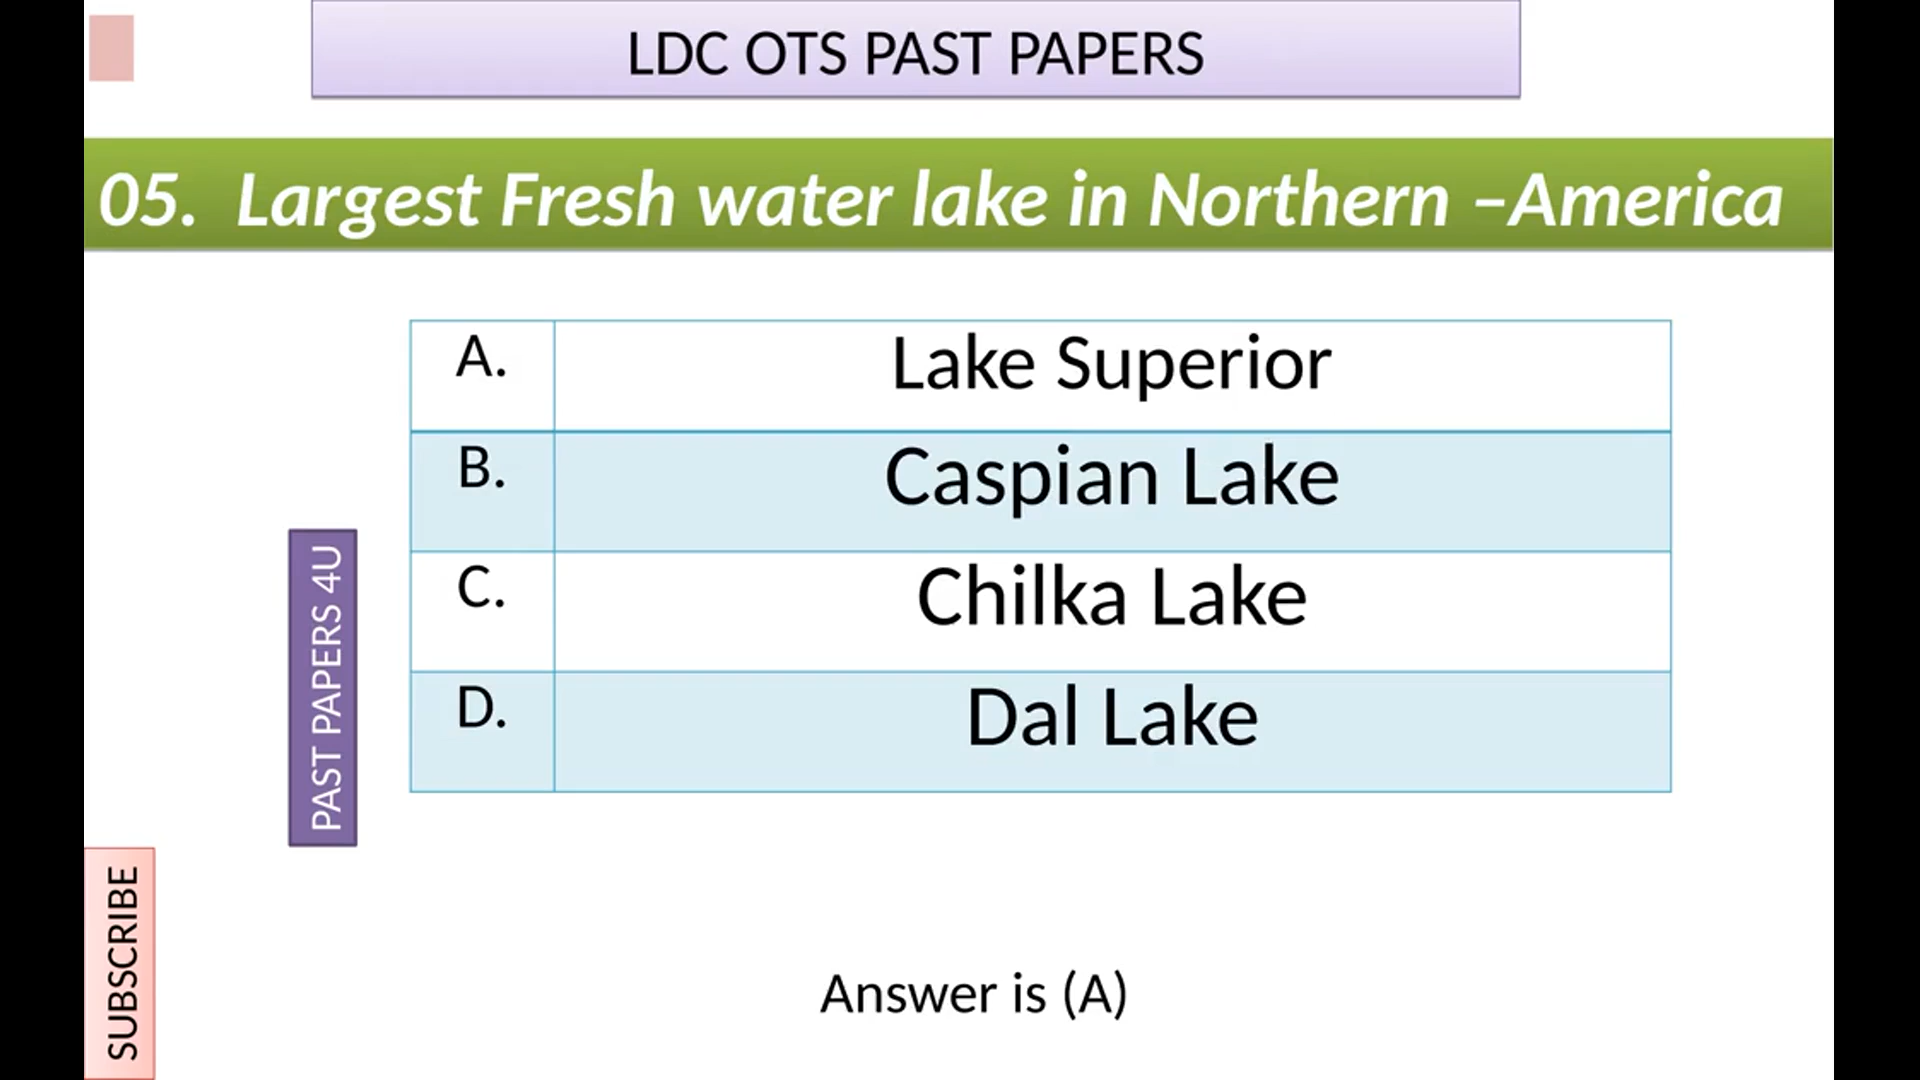 LDC OTS PAST PAPERS
05. Largest Fresh water lake in Northern –America
A. Lake Superior
B. Caspian Lake
C. Chilka Lake
D. Dal Lake
PAST PAPERS 4U
SUBSCRIBE
Answer is (A)